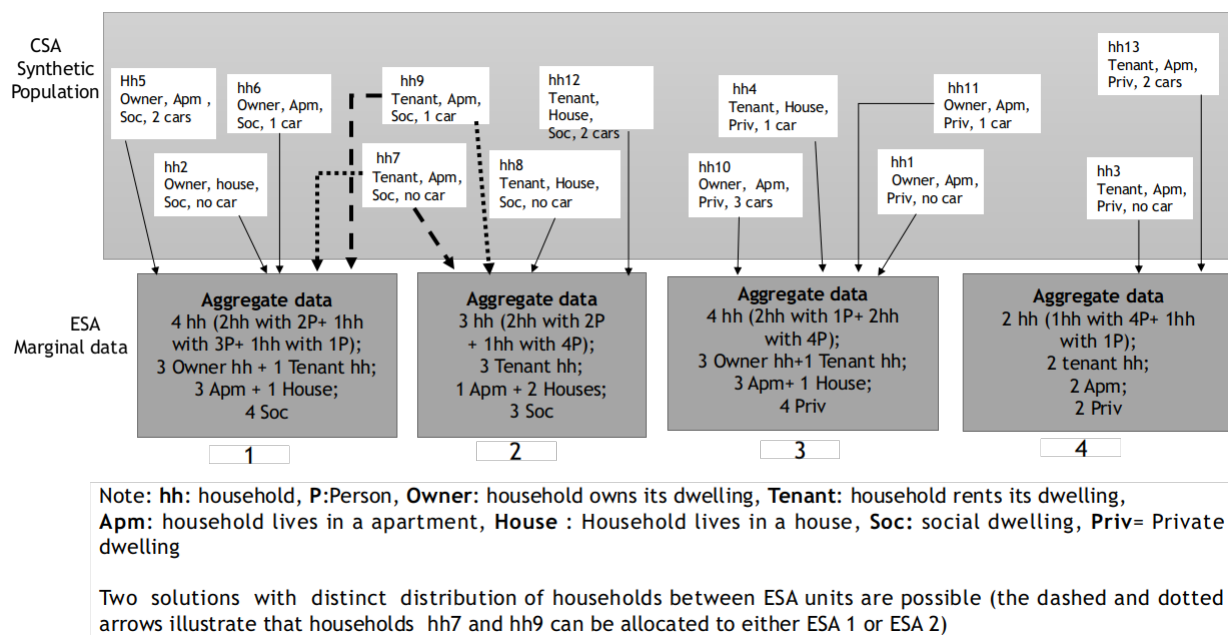 CSA
Synthetic
Population
Hh5
Owner, Apm ,
Soc, 2 cars
hh6
Owner, Apm,
Soc, 1 car
hh2
Owner, house,
Soc, no car
hh9
Tenant, Apm,
Soc, 1 car
hh7
Tenant, Apm,
Soc, no car
hh12
Tenant,
House,
Soc, 2 cars
hh8
Tenant, House,
Soc, no car
hh4
Tenant, House,
Priv, 1 car
hh10
Owner, Apm,
Priv, 3 cars
hh11
Owner, Apm,
Priv, 1 car
hh1
Owner, Apm,
Priv, no car
hh13
Tenant, Apm,
Priv, 2 cars
hh3
Tenant, Apm,
Priv, no car
ESA
Marginal data
Aggregate data
4 hh (2hh with 2P+ 1hh
with 3P+ 1hh with 1P);
3 Owner hh + 1 Tenant hh;
3 Apm + 1 House;
4 Soc
1
Aggregate data
3 hh (2hh with 2P
+ 1hh with 4P);
3 Tenant hh;
1 Apm + 2 Houses;
3 Soc
2
Aggregate data
4 hh (2hh with 1P+ 2hh
with 4P);
3 Owner hh+1 Tenant hh;
3 Apm+ 1 House;
4 Priv
3
Aggregate data
2 hh (1hh with 4P+ 1hh
with 1P);
2 tenant hh;
2 Apm;
2 Priv
4
Note: hh: household, P:Person, Owner: household owns its dwelling, Tenant: household rents its dwelling,
Apm: household lives in a apartment, House : Household lives in a house, Soc: social dwelling, Priv= Private
dwelling
Two solutions with distinct distribution of households between ESA units are possible (the dashed and dotted
arrows illustrate that households hh7 and hh9 can be allocated to either ESA 1 or ESA 2)